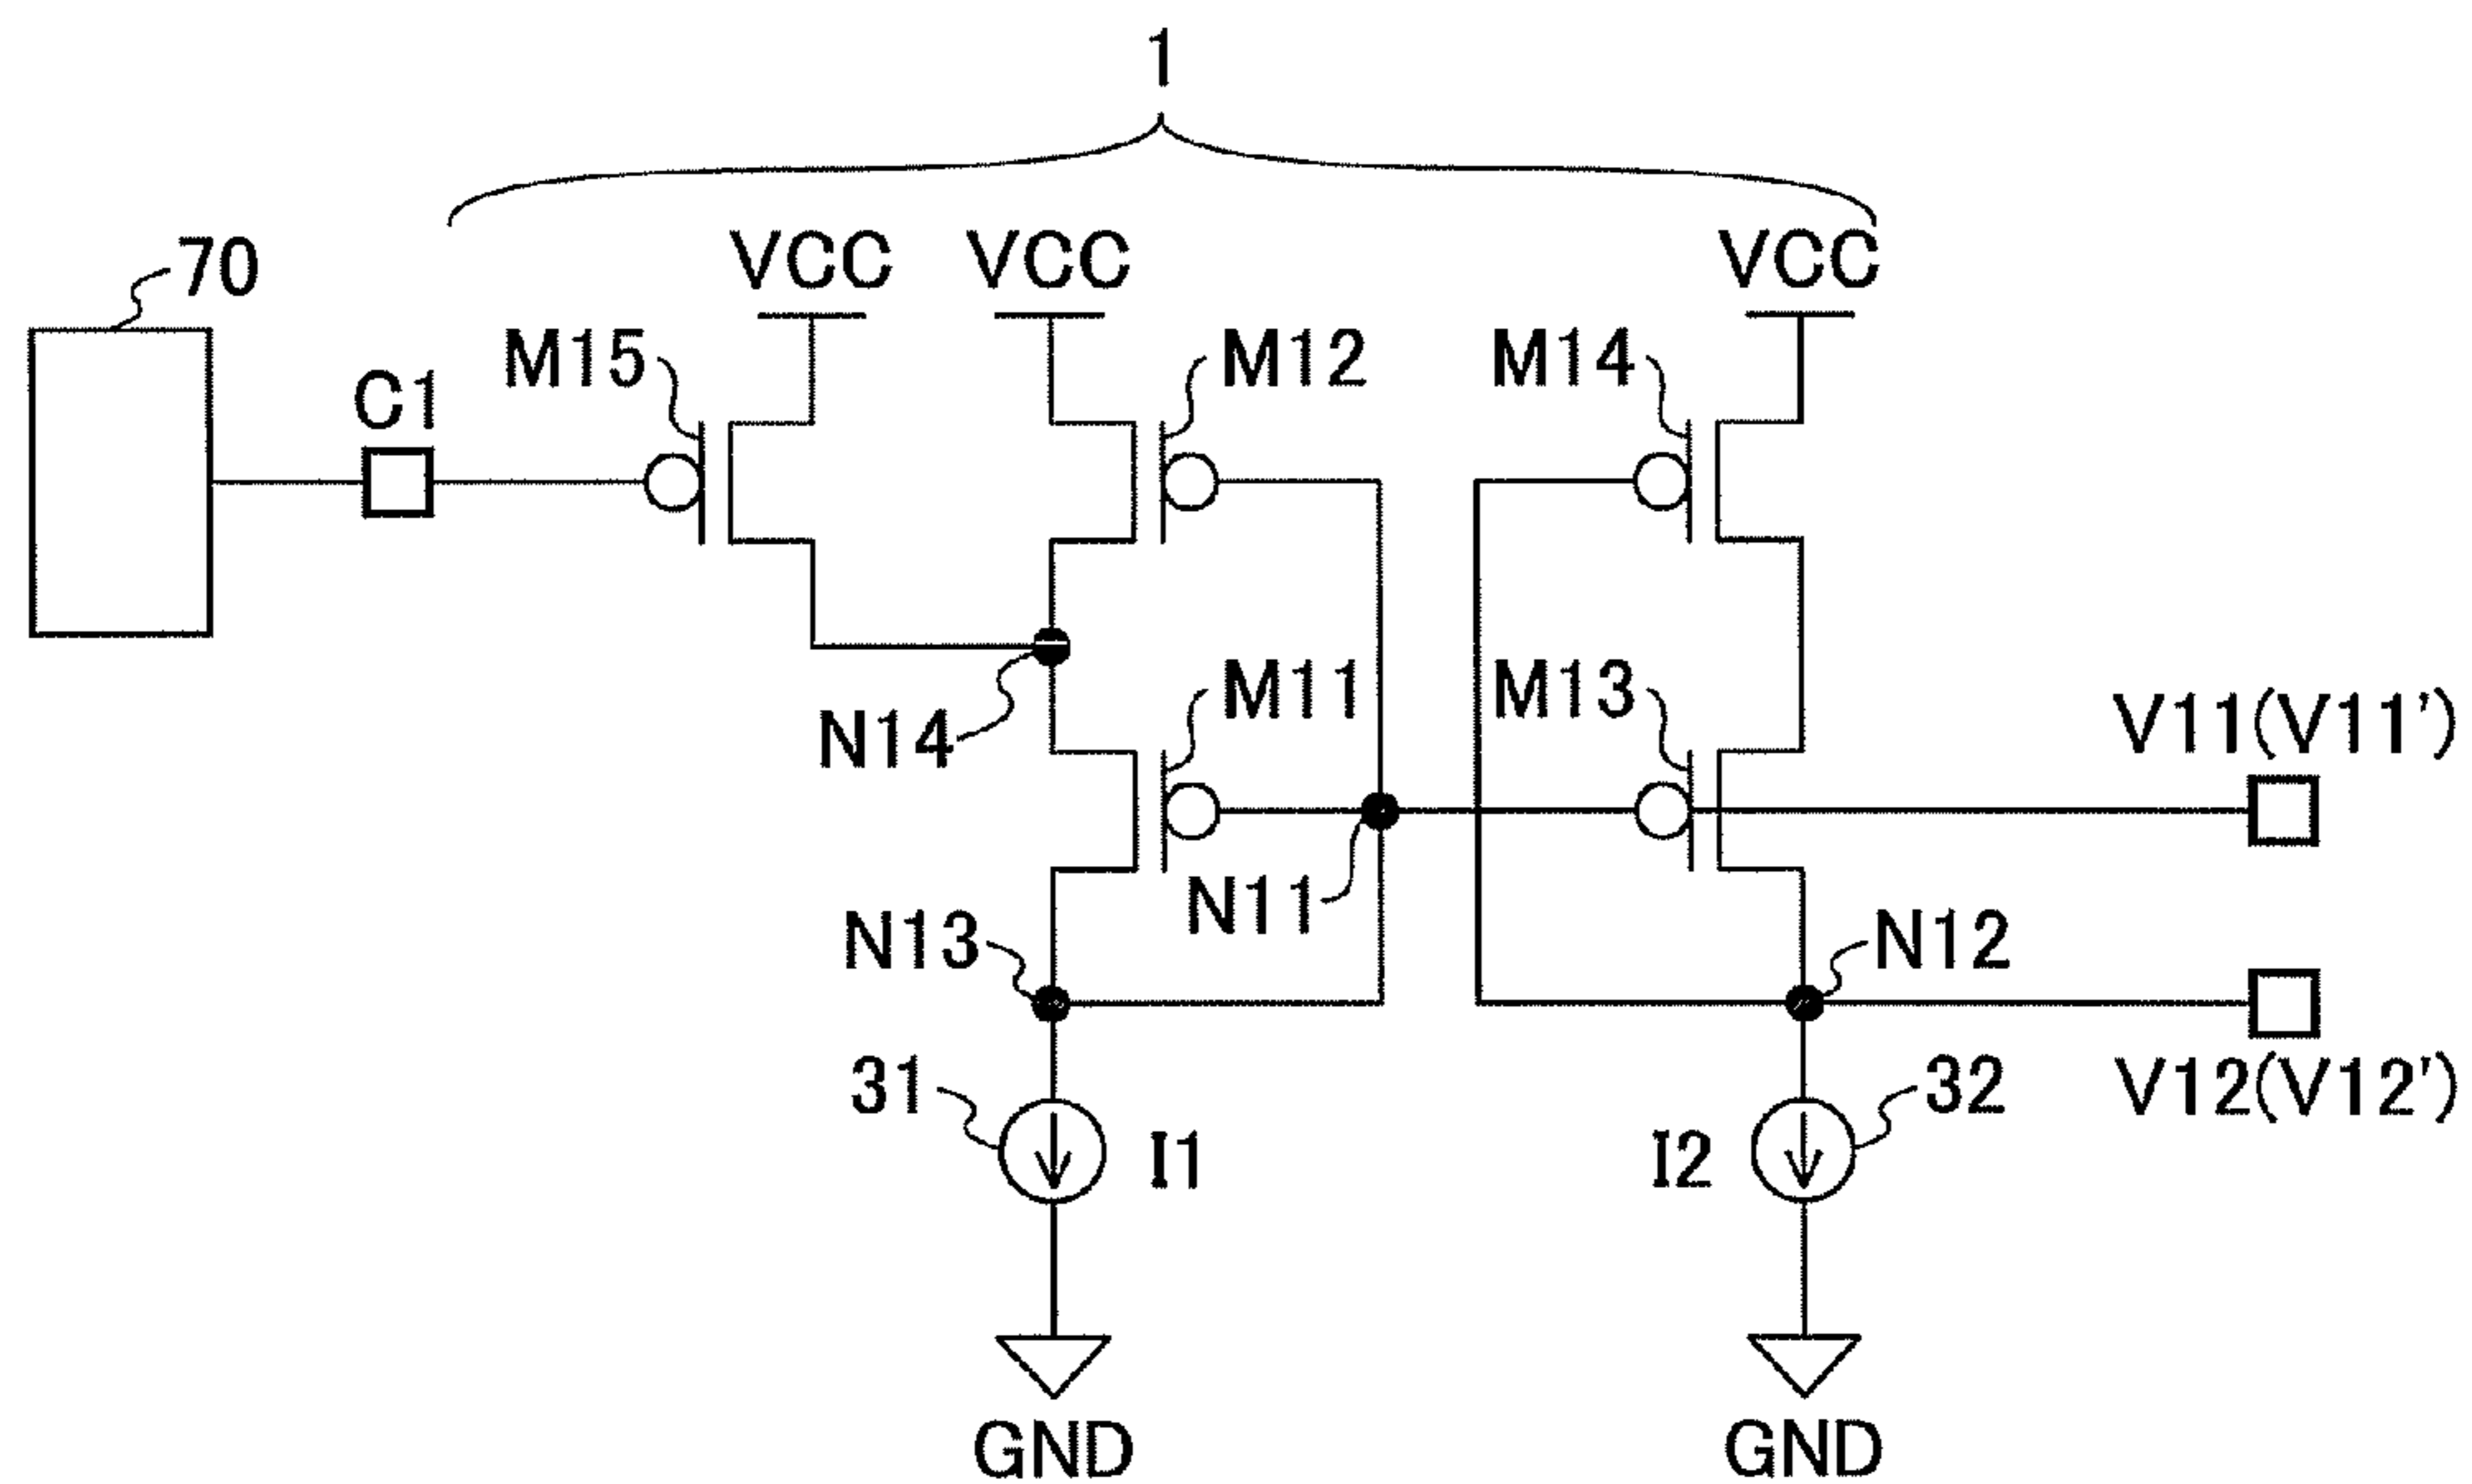 1
70
VCC
VCC
VCC
M15
M12
M14
C1
N14
M11
M13
V11(V11')
N11
N13
N12
31
I1
I2
32
V12(V12')
GND
GND